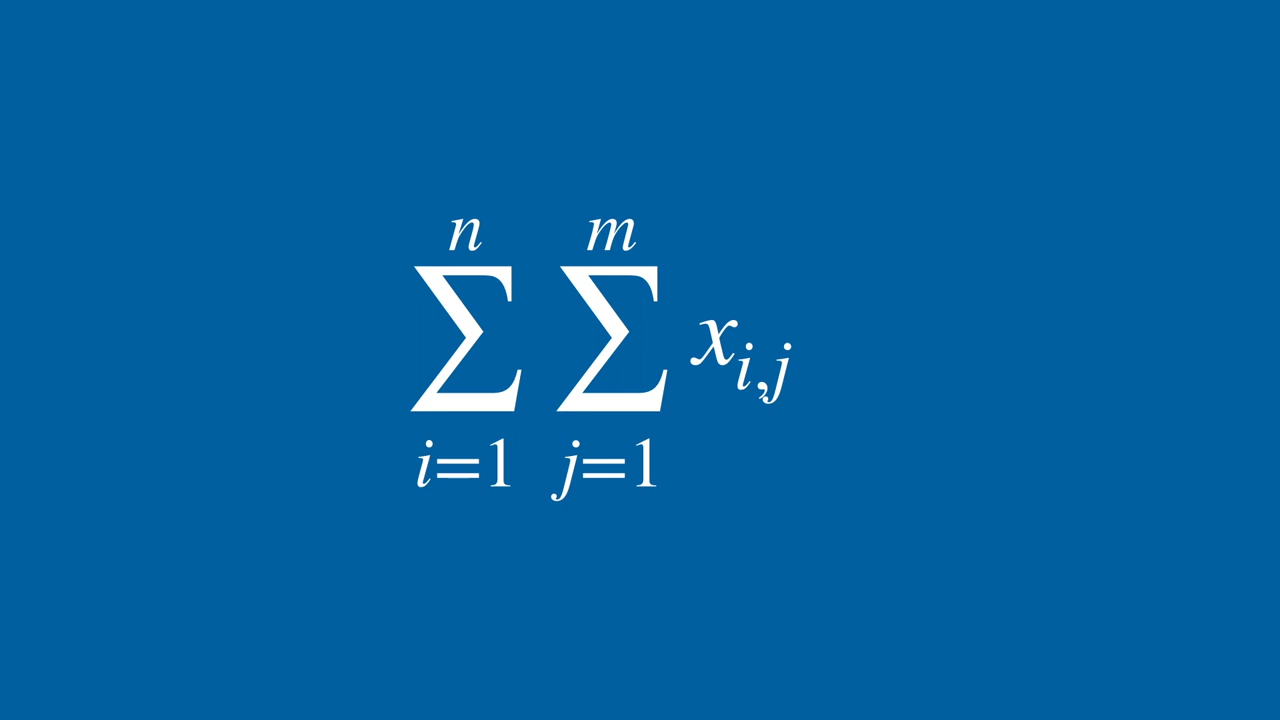 n m
∑ ∑ x_{i,j}
i=1 j=1